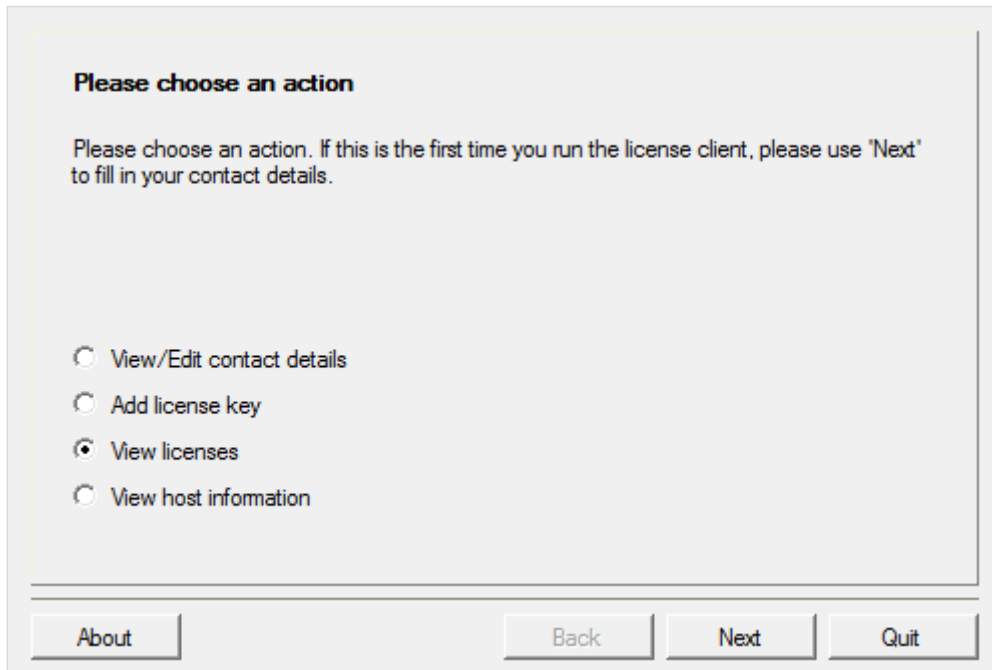 Please choose an action
Please choose an action. If this is the first time you run the license client, please use 'Next'
to fill in your contact details.
View/Edit contact details
Add license key
View licenses
View host information
About
Back
Next
Quit